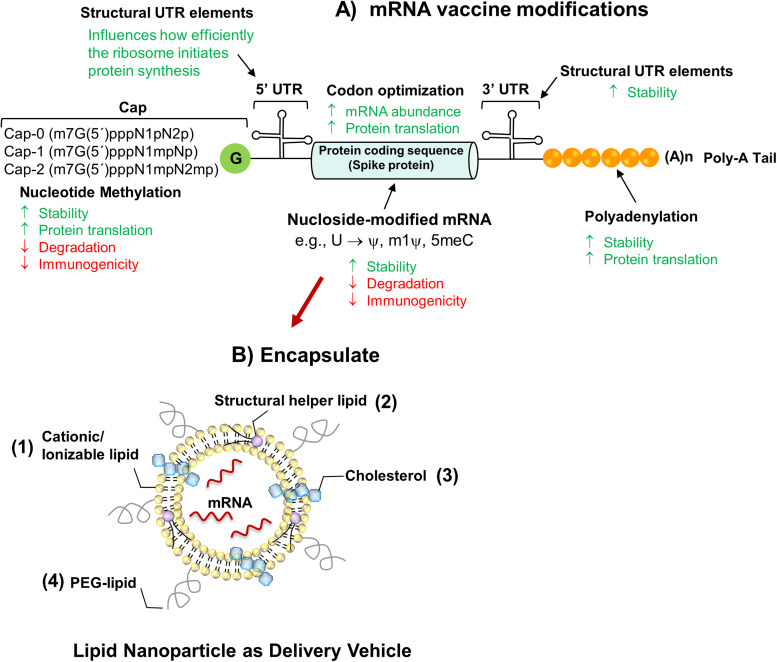 A) mRNA vaccine modifications
Structural UTR elements
Influences how efficiently
the ribosome initiates
protein synthesis
5’ UTR
Codon optimization
↑ mRNA abundance
↑ Protein translation
3’ UTR
Structural UTR elements
↑ Stability
Cap
Cap-0 (m7G(5´)pppN1pN2p)
Cap-1 (m7G(5´)pppN1mpNp)
Cap-2 (m7G(5´)pppN1mpN2mp)
G
Protein coding sequence
(Spike protein)
(A)n Poly-A Tail
Nucleotide Methylation
↑ Stability
↑ Protein translation
↓ Degradation
↓ Immunogenicity
Nucloside-modified mRNA
e.g., U → ψ, m1ψ, 5meC
↑ Stability
↓ Degradation
↓ Immunogenicity
Polyadenylation
↑ Stability
↑ Protein translation
B) Encapsulate
Structural helper lipid (2)
(1) Cationic/
Ionizable lipid
Cholesterol (3)
mRNA
(4) PEG-lipid
Lipid Nanoparticle as Delivery Vehicle